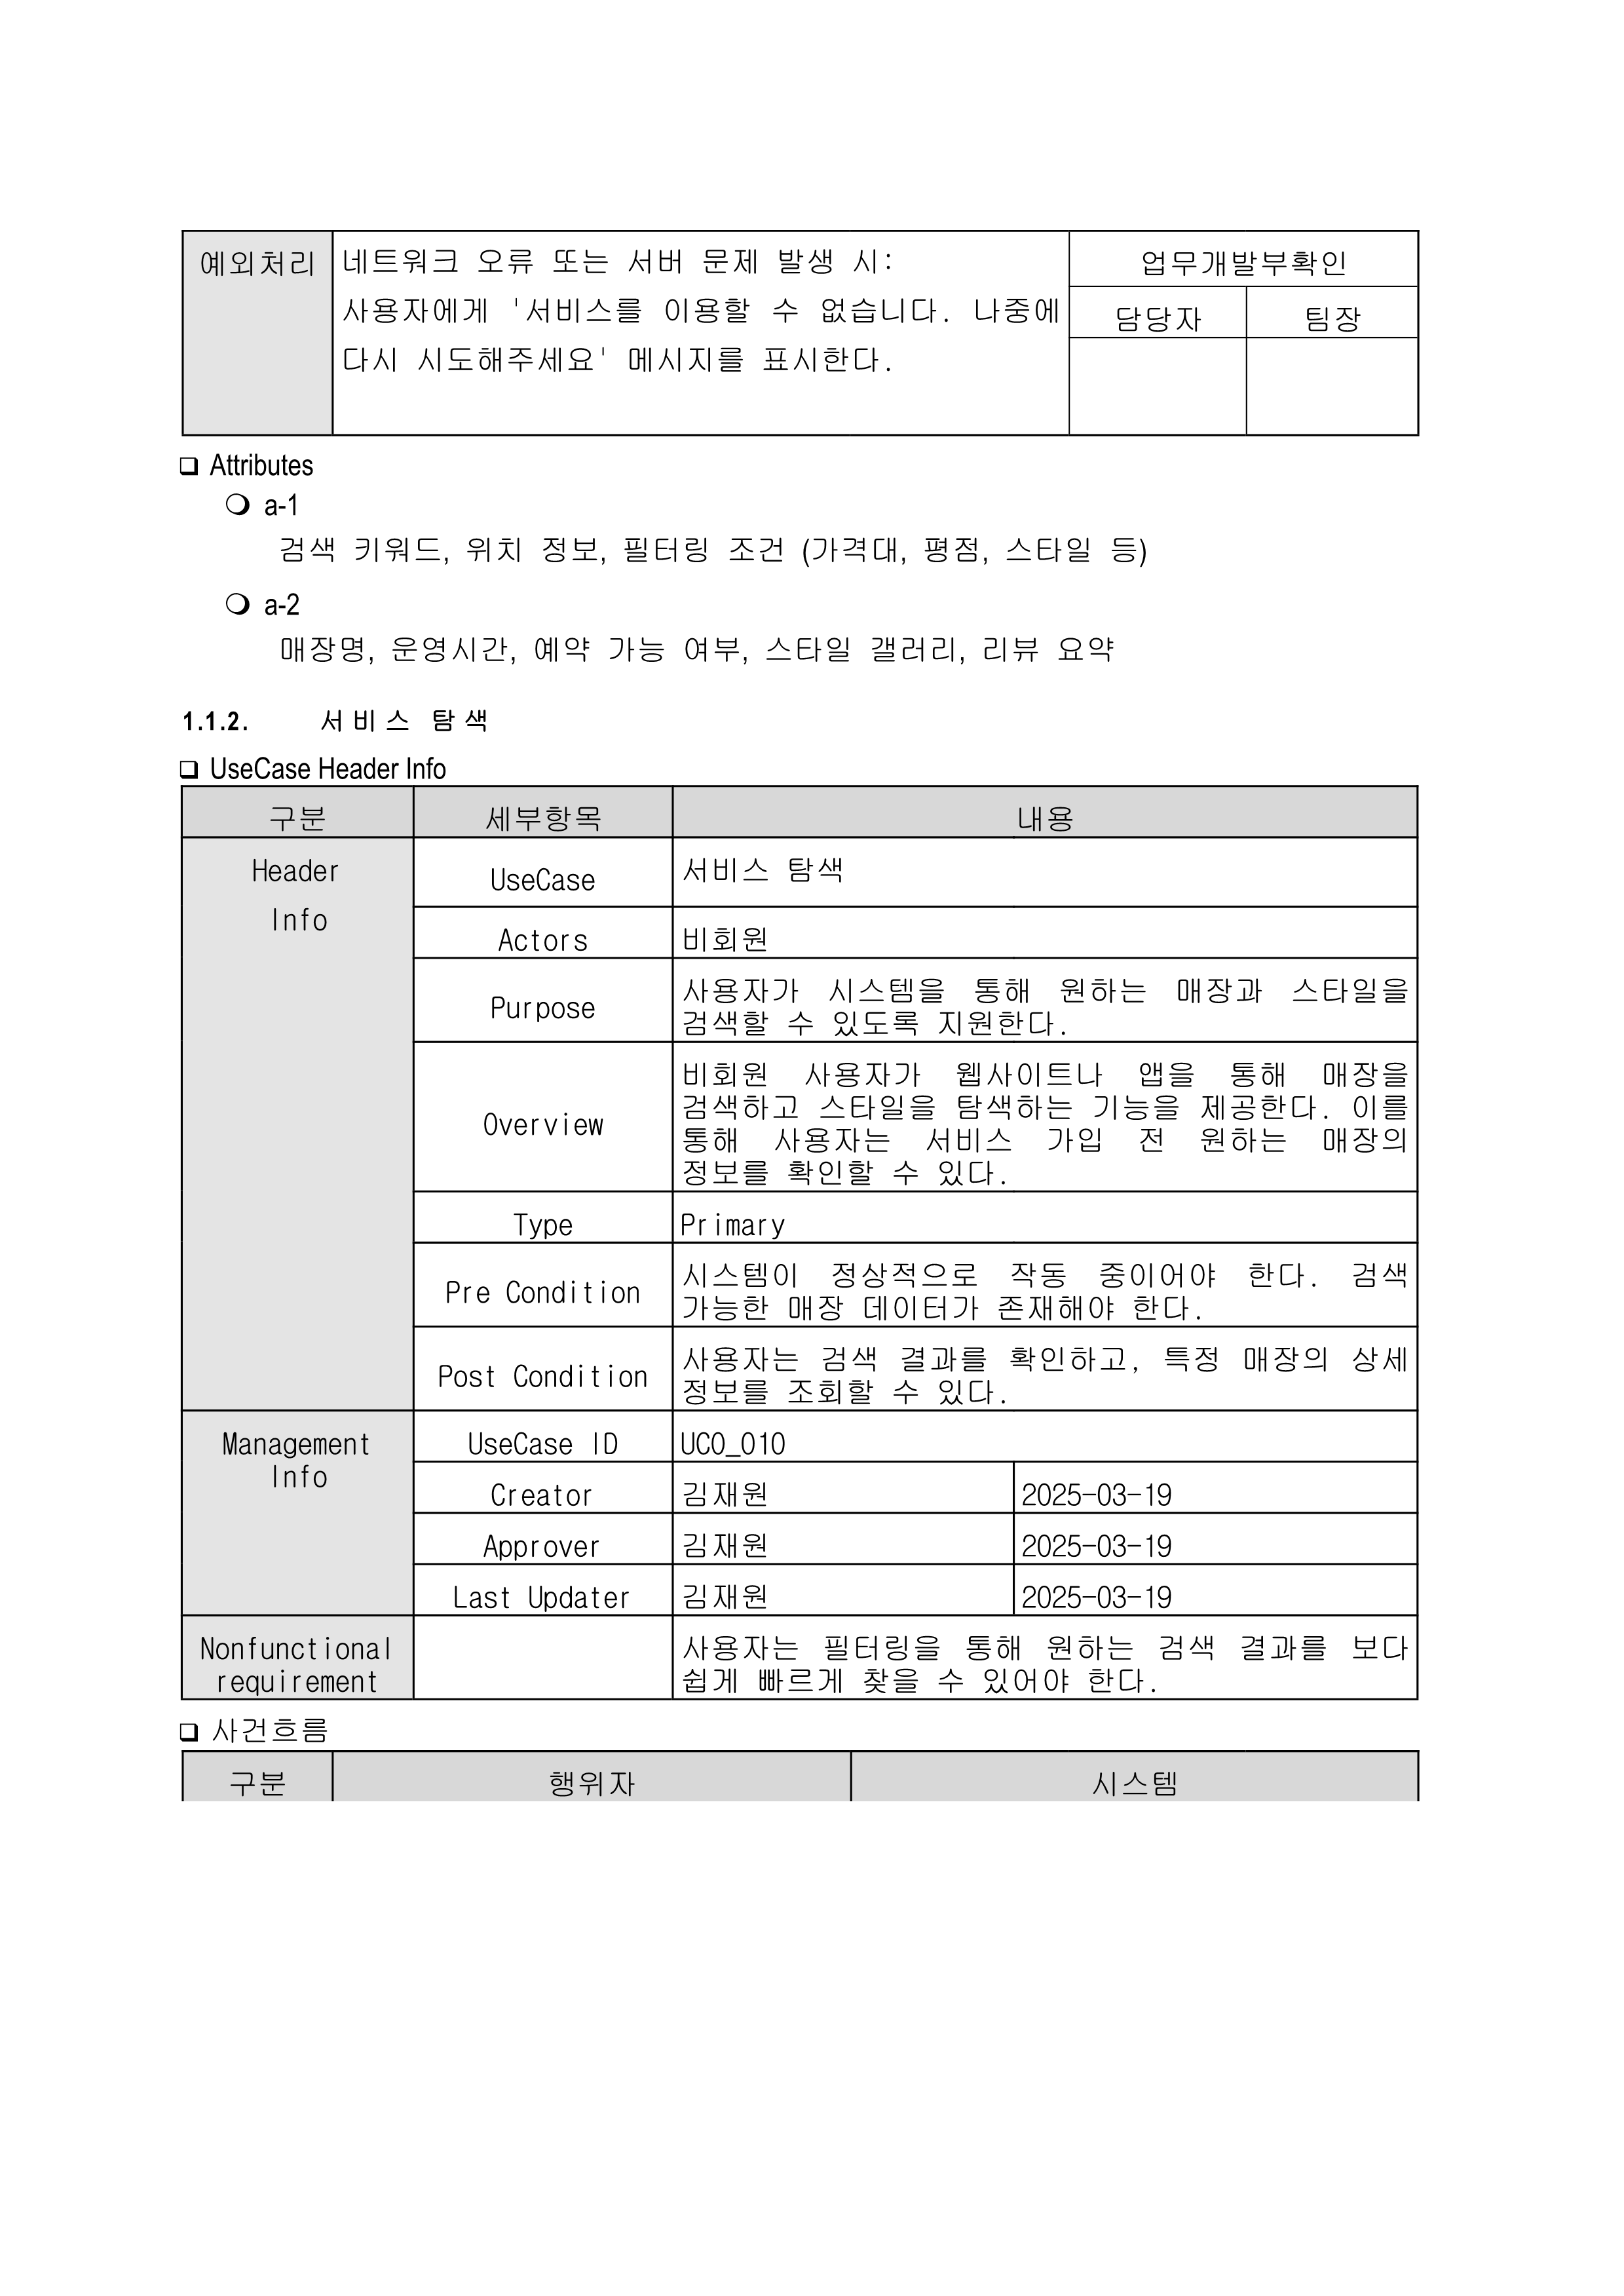 예외처리
네트워크 오류 또는 서버 문제 발생 시:
사용자에게 '서비스를 이용할 수 없습니다. 나중에
다시 시도해주세요' 메시지를 표시한다.
업무개발부확인
담당자 팀장
❑ Attributes
❍ a-1
검색 키워드, 위치 정보, 필터링 조건 (가격대, 평점, 스타일 등)
❍ a-2
매장명, 운영시간, 예약 가능 여부, 스타일 갤러리, 리뷰 요약
1.1.2. 서비스 탐색
❑ UseCase Header Info
구분 세부항목 내용
Header
Info
UseCase 서비스 탐색
Actors 비회원
Purpose
사용자가 시스템을 통해 원하는 매장과 스타일을
검색할 수 있도록 지원한다.
Overview
비회원 사용자가 웹사이트나 앱을 통해 매장을
검색하고 스타일을 탐색하는 기능을 제공한다. 이를
통해 사용자는 서비스 가입 전 원하는 매장의
정보를 확인할 수 있다.
Type Primary
Pre Condition
시스템이 정상적으로 작동 중이어야 한다. 검색
가능한 매장 데이터가 존재해야 한다.
Post Condition
사용자는 검색 결과를 확인하고, 특정 매장의 상세
정보를 조회할 수 있다.
Management
Info
UseCase ID UC0_010
Creator 김재원 2025-03-19
Approver 김재원 2025-03-19
Last Updater 김재원 2025-03-19
Nonfunctional
requirement
사용자는 필터링을 통해 원하는 검색 결과를 보다
쉽게 빠르게 찾을 수 있어야 한다.
❑ 사건흐름
구분 행위자 시스템